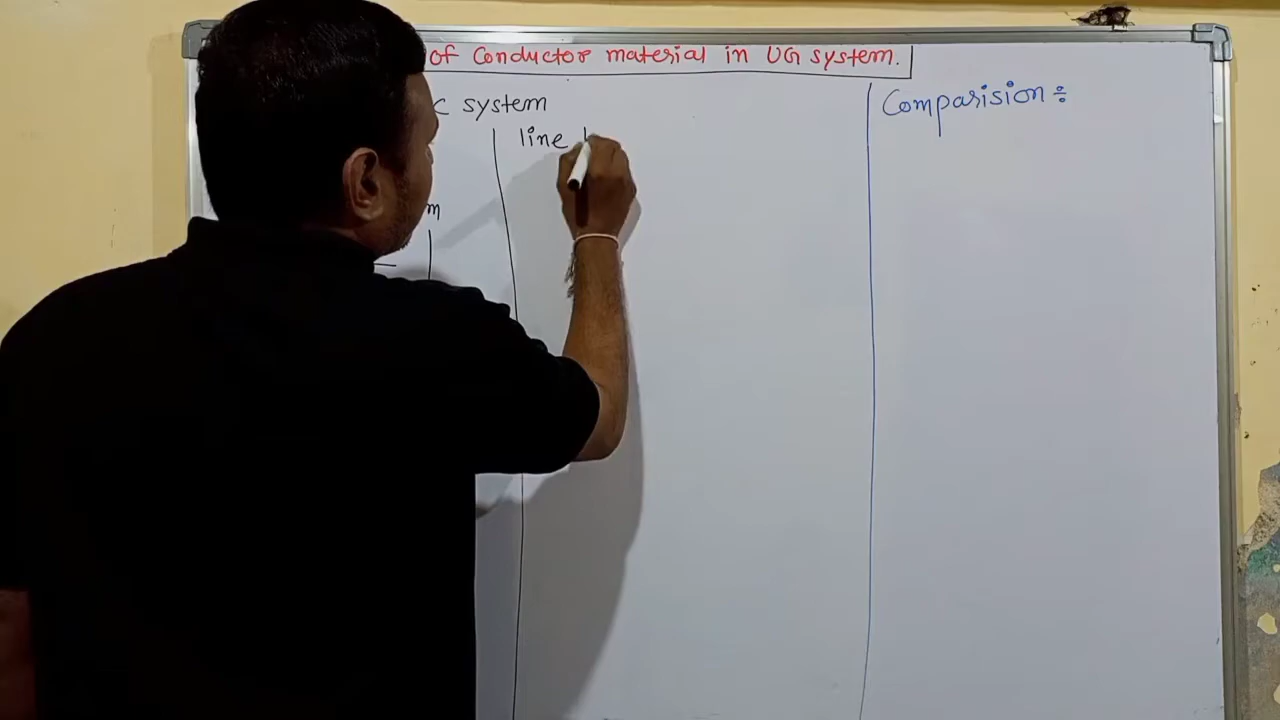 of Conductor material in UG system.
C system
Comparision:
line
m